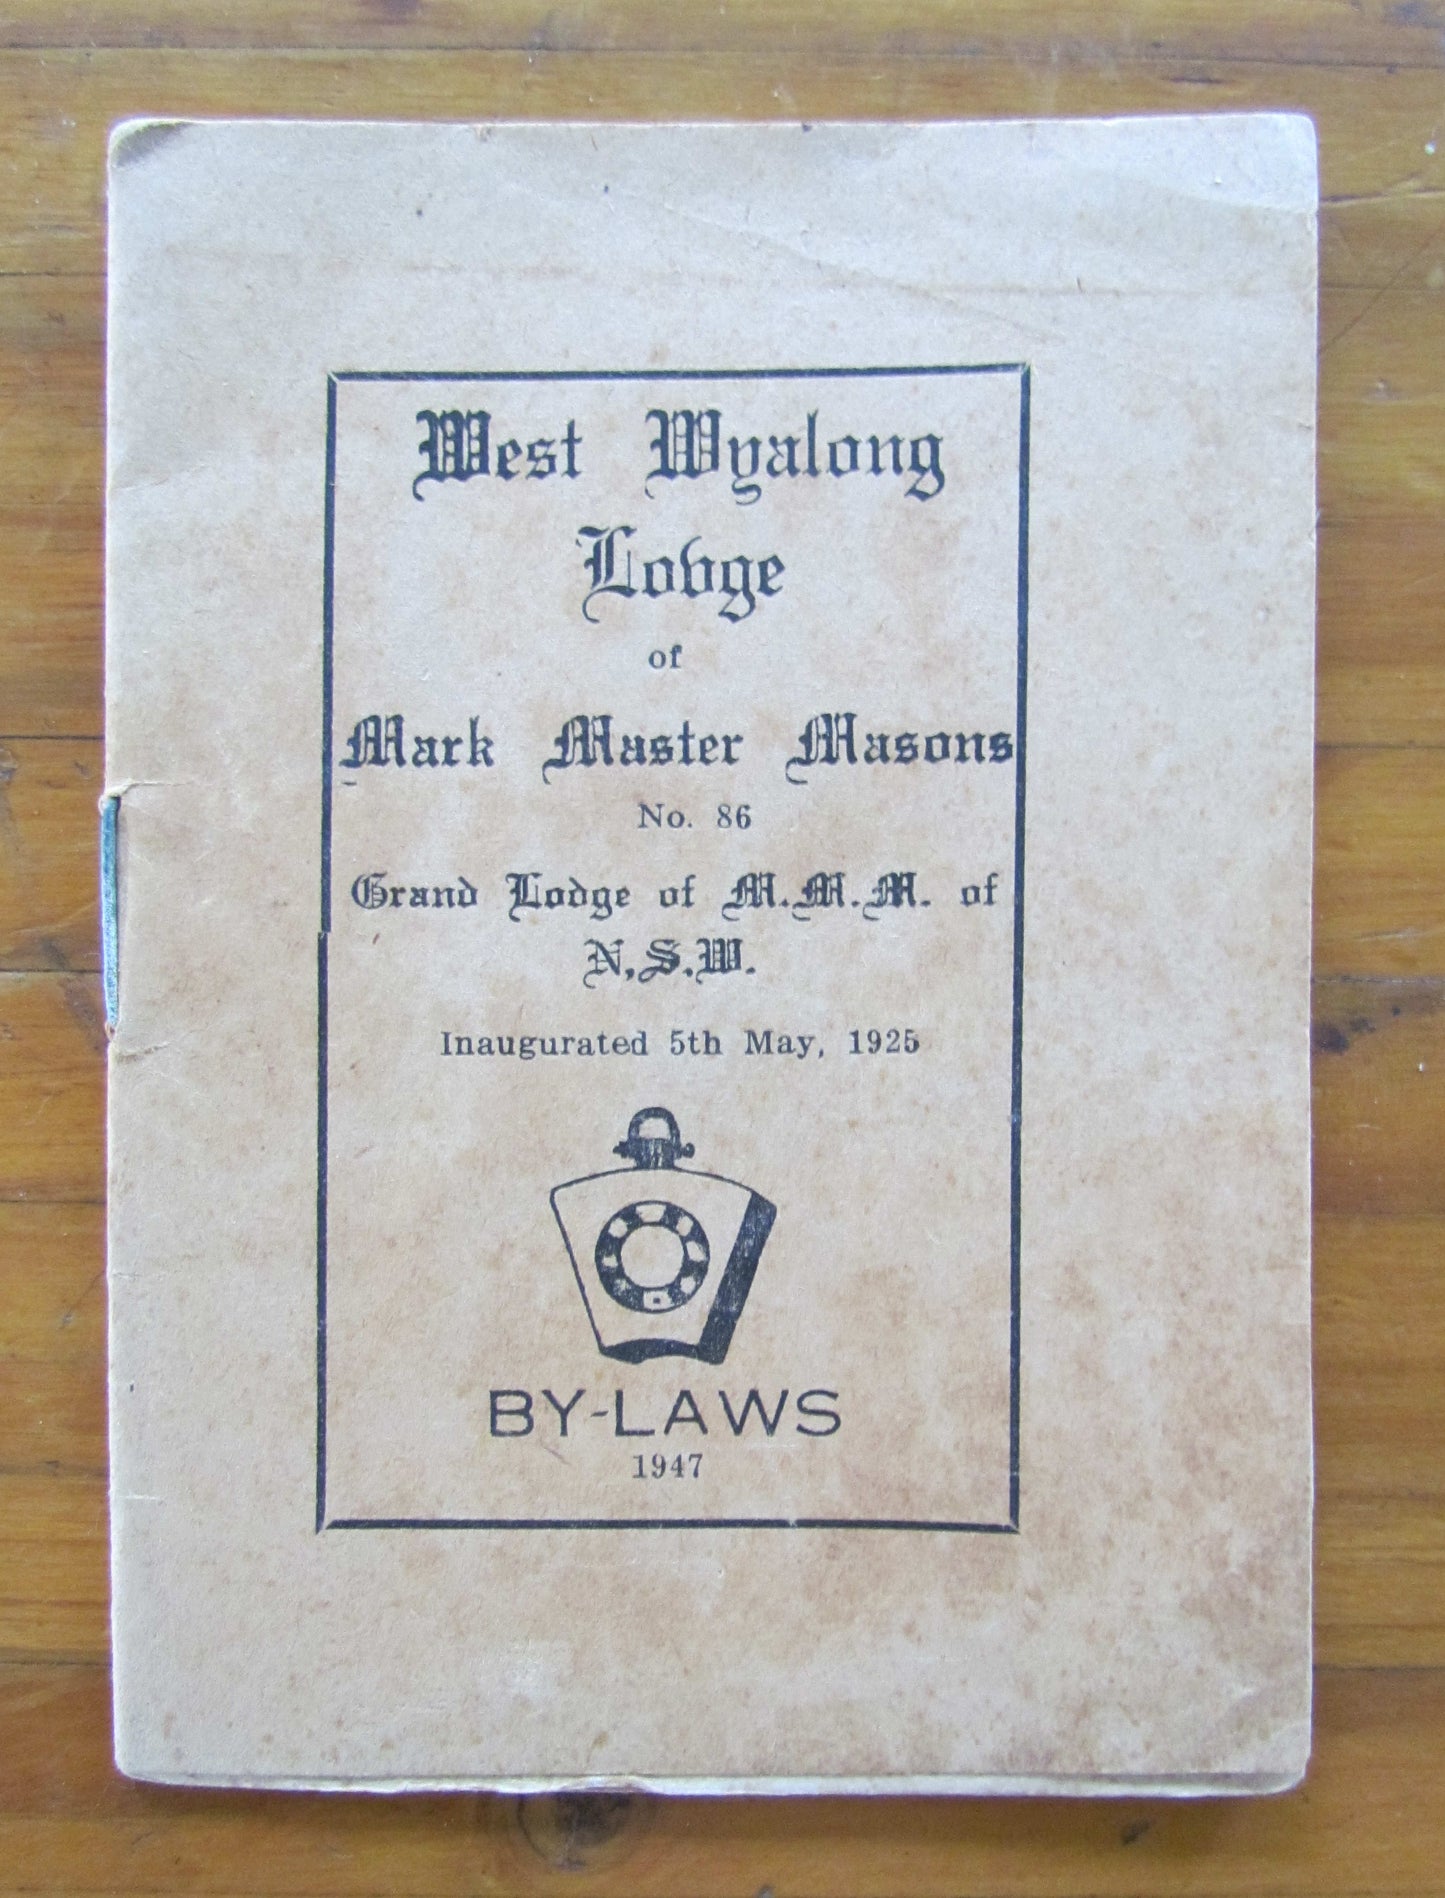 West Wyalong
Lodge
of
Mark Master Masons
No. 86
Grand Lodge of M.M.M. of
N.S.W.
Inaugurated 5th May, 1925
BY-LAWS
1947